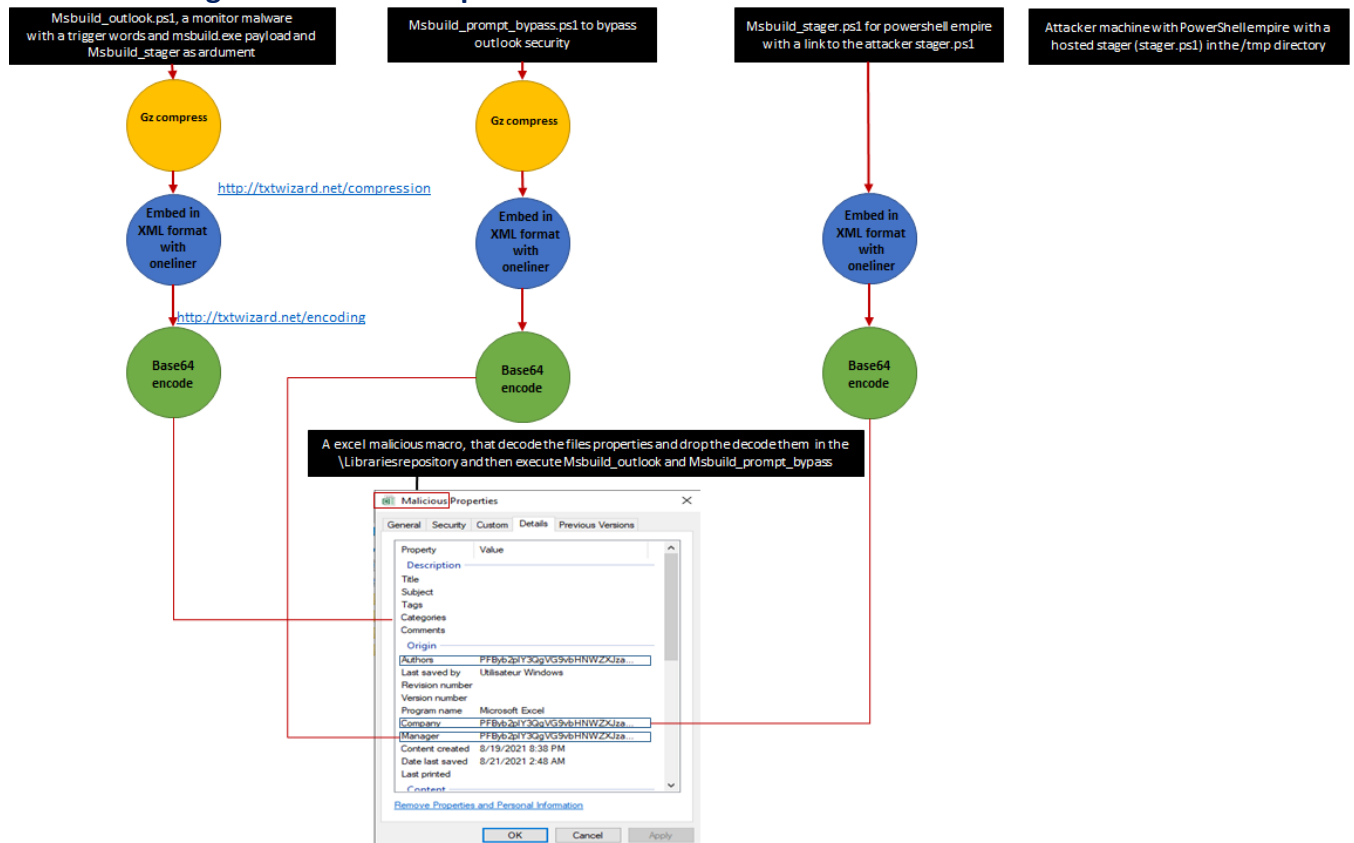 Msbuild_outlook.ps1, a monitor malware
with a trigger words and msbuild.exe payload and
Msbuild_stager as ardument
Msbuild_prompt_bypass.ps1 to bypass
outlook security
Msbuild_stager.ps1 for powershell empire
with a link to the attacker stager.ps1
Attacker machine with PowerShell empire with a
hosted stager (stager.ps1) in the /tmp directory
Gz compress
Gz compress
http://txtwizard.net/compression
Embed in
XML format
with
oneliner
Embed in
XML format
with
oneliner
Embed in
XML format
with
oneliner
http://txtwizard.net/encoding
Base64
encode
Base64
encode
Base64
encode
A excel malicious macro, that decode the files properties and drop the decode them in the
\Libraries repository and then execute Msbuild_outlook and Msbuild_prompt_bypass
Malicious Properties
General Security Custom Details Previous Versions
Property Value
Description
Title
Subject
Tags
Categories
Comments
Origin
Authors PFByb2plY3QgVG9vbHNWZXJza...
Last saved by Utilisateur Windows
Revision number
Version number
Program name Microsoft Excel
Company PFByb2plY3QgVG9vbHNWZXJza...
Manager PFByb2plY3QgVG9vbHNWZXJza...
Content created 8/19/2021 8:38 PM
Date last saved 8/21/2021 2:48 AM
Last printed
Content
Remove Properties and Personal Information
OK Cancel Apply